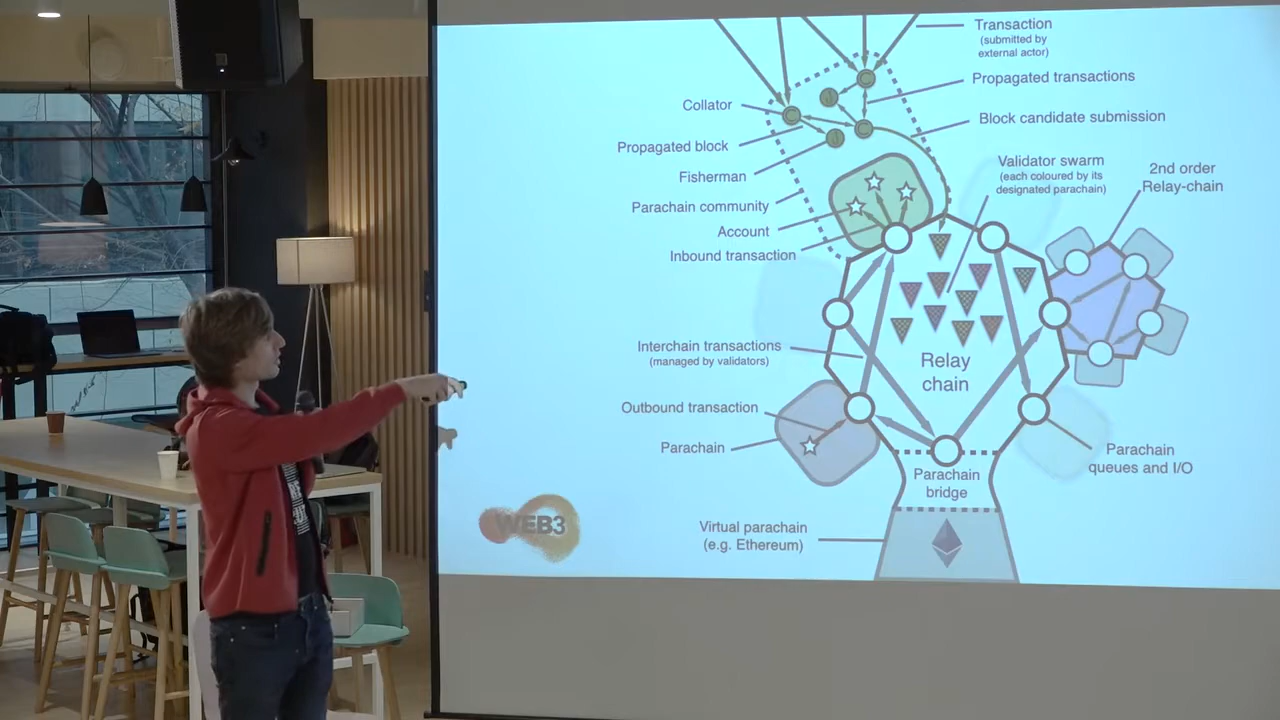 Transaction
(submitted by
external actor)
Propagated transactions
Collator
Block candidate submission
Propagated block
Validator swarm
(each coloured by its
designated parachain)
2nd order
Relay-chain
Fisherman
Parachain community
Account
Inbound transaction
Interchain transactions
(managed by validators)
Relay
chain
Outbound transaction
Parachain
Parachain
queues and I/O
Parachain
bridge
WEB3
Virtual parachain
(e.g. Ethereum)